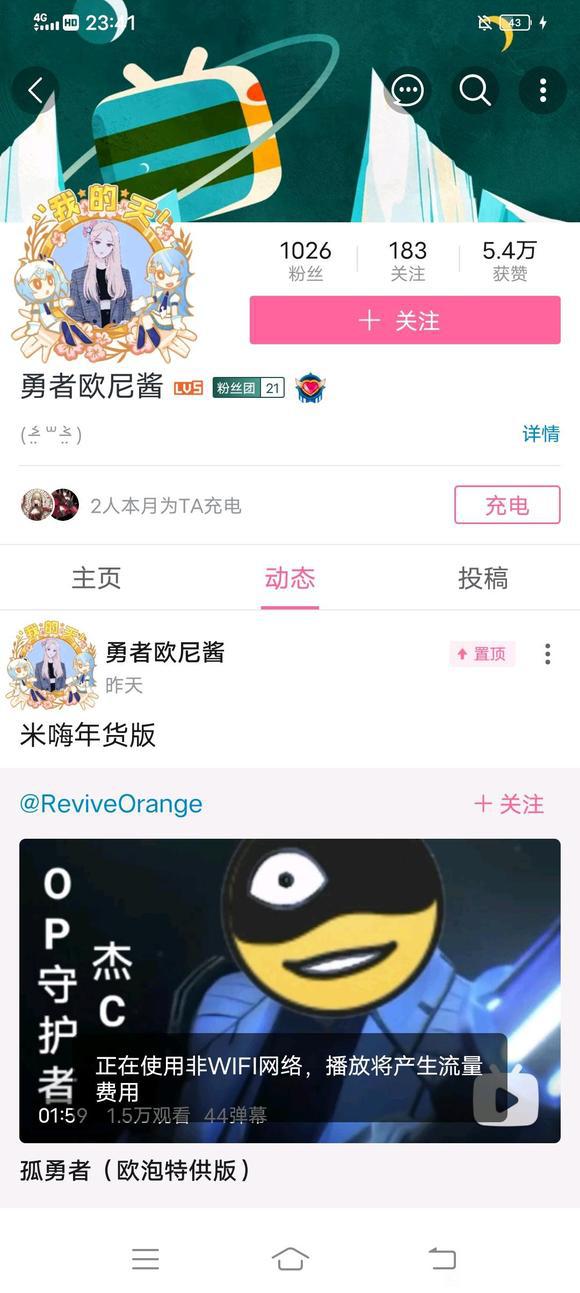 4G HD 23:41 43
我的天!
1026 183 5.4万
粉丝 关注 获赞
关注
勇者欧尼酱 LV5 粉丝团 21
详情
2人本月为TA充电 充电
主页 动态 投稿
我的天
勇者欧尼酱 置顶
昨天
米嗨年货版
@ReviveOrange 关注
OP守护者
杰C
正在使用非WIFI网络，播放将产生流量
费用
01:59 1.5万观看 44弹幕
孤勇者（欧泡特供版）